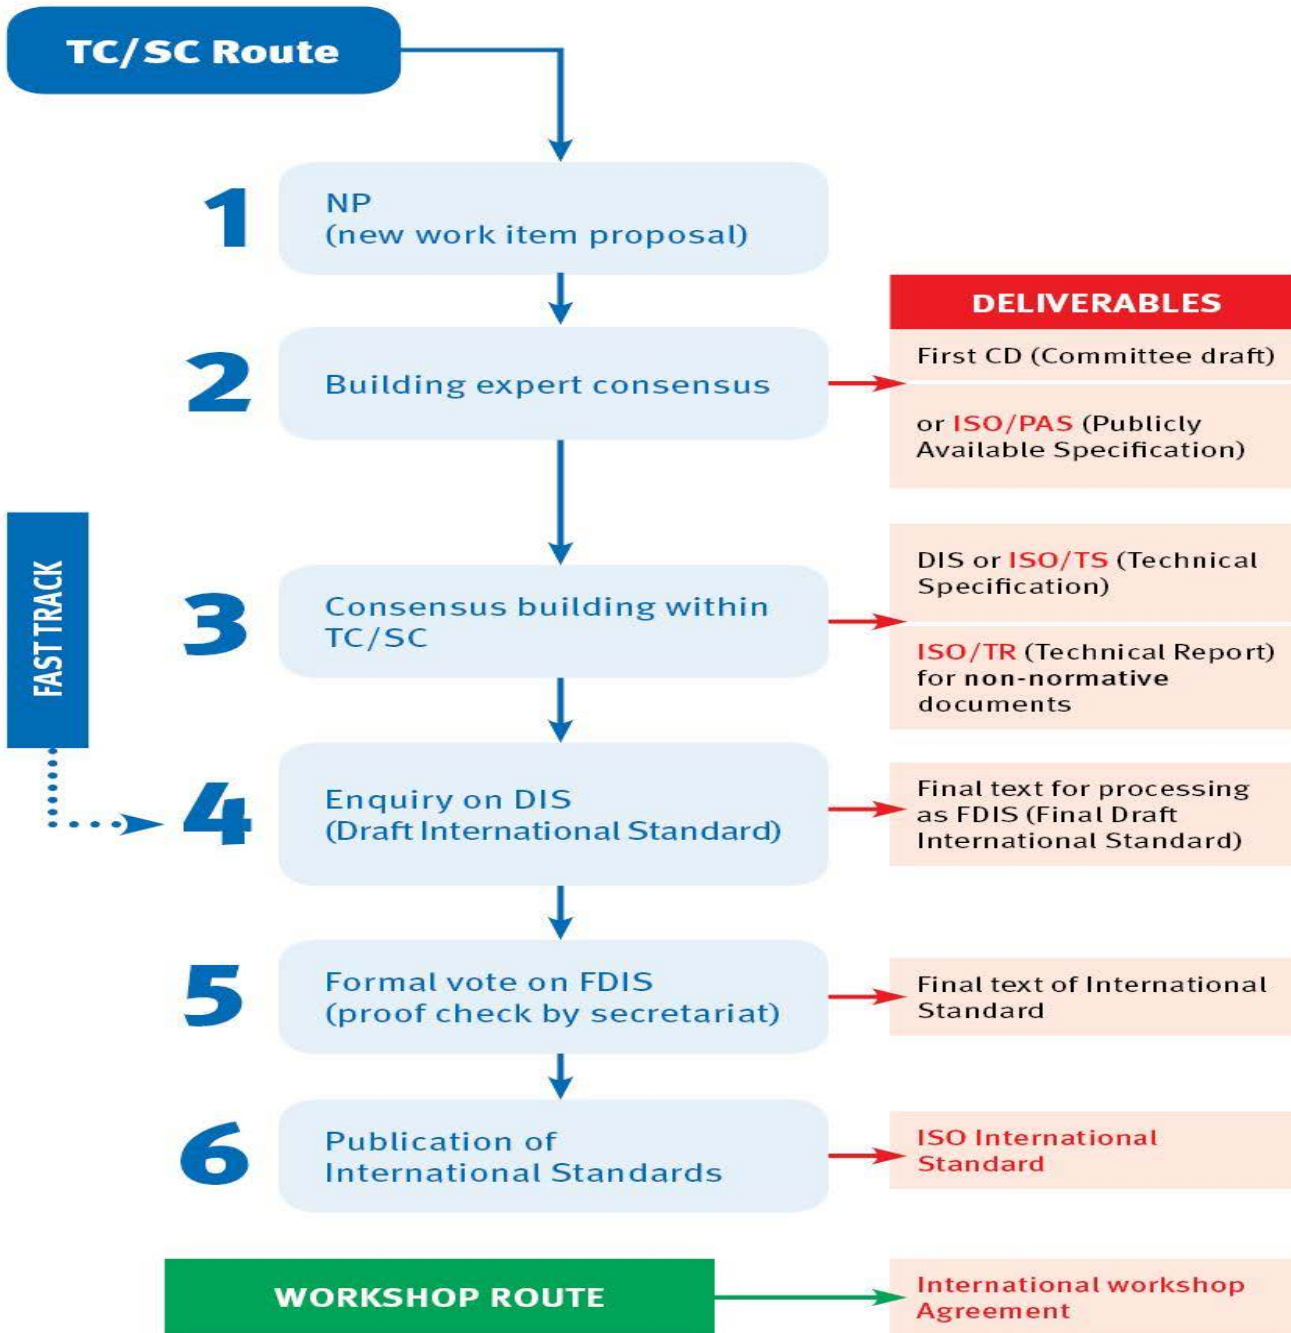 TC/SC Route
1
NP
(new work item proposal)
DELIVERABLES
2
Building expert consensus
First CD (Committee draft)
or ISO/PAS (Publicly
Available Specification)
FAST TRACK
3
Consensus building within
TC/SC
DIS or ISO/TS (Technical
Specification)
ISO/TR (Technical Report)
for non-normative
documents
4
Enquiry on DIS
(Draft International Standard)
Final text for processing
as FDIS (Final Draft
International Standard)
5
Formal vote on FDIS
(proof check by secretariat)
Final text of International
Standard
6
Publication of
International Standards
ISO International
Standard
WORKSHOP ROUTE
International workshop
Agreement